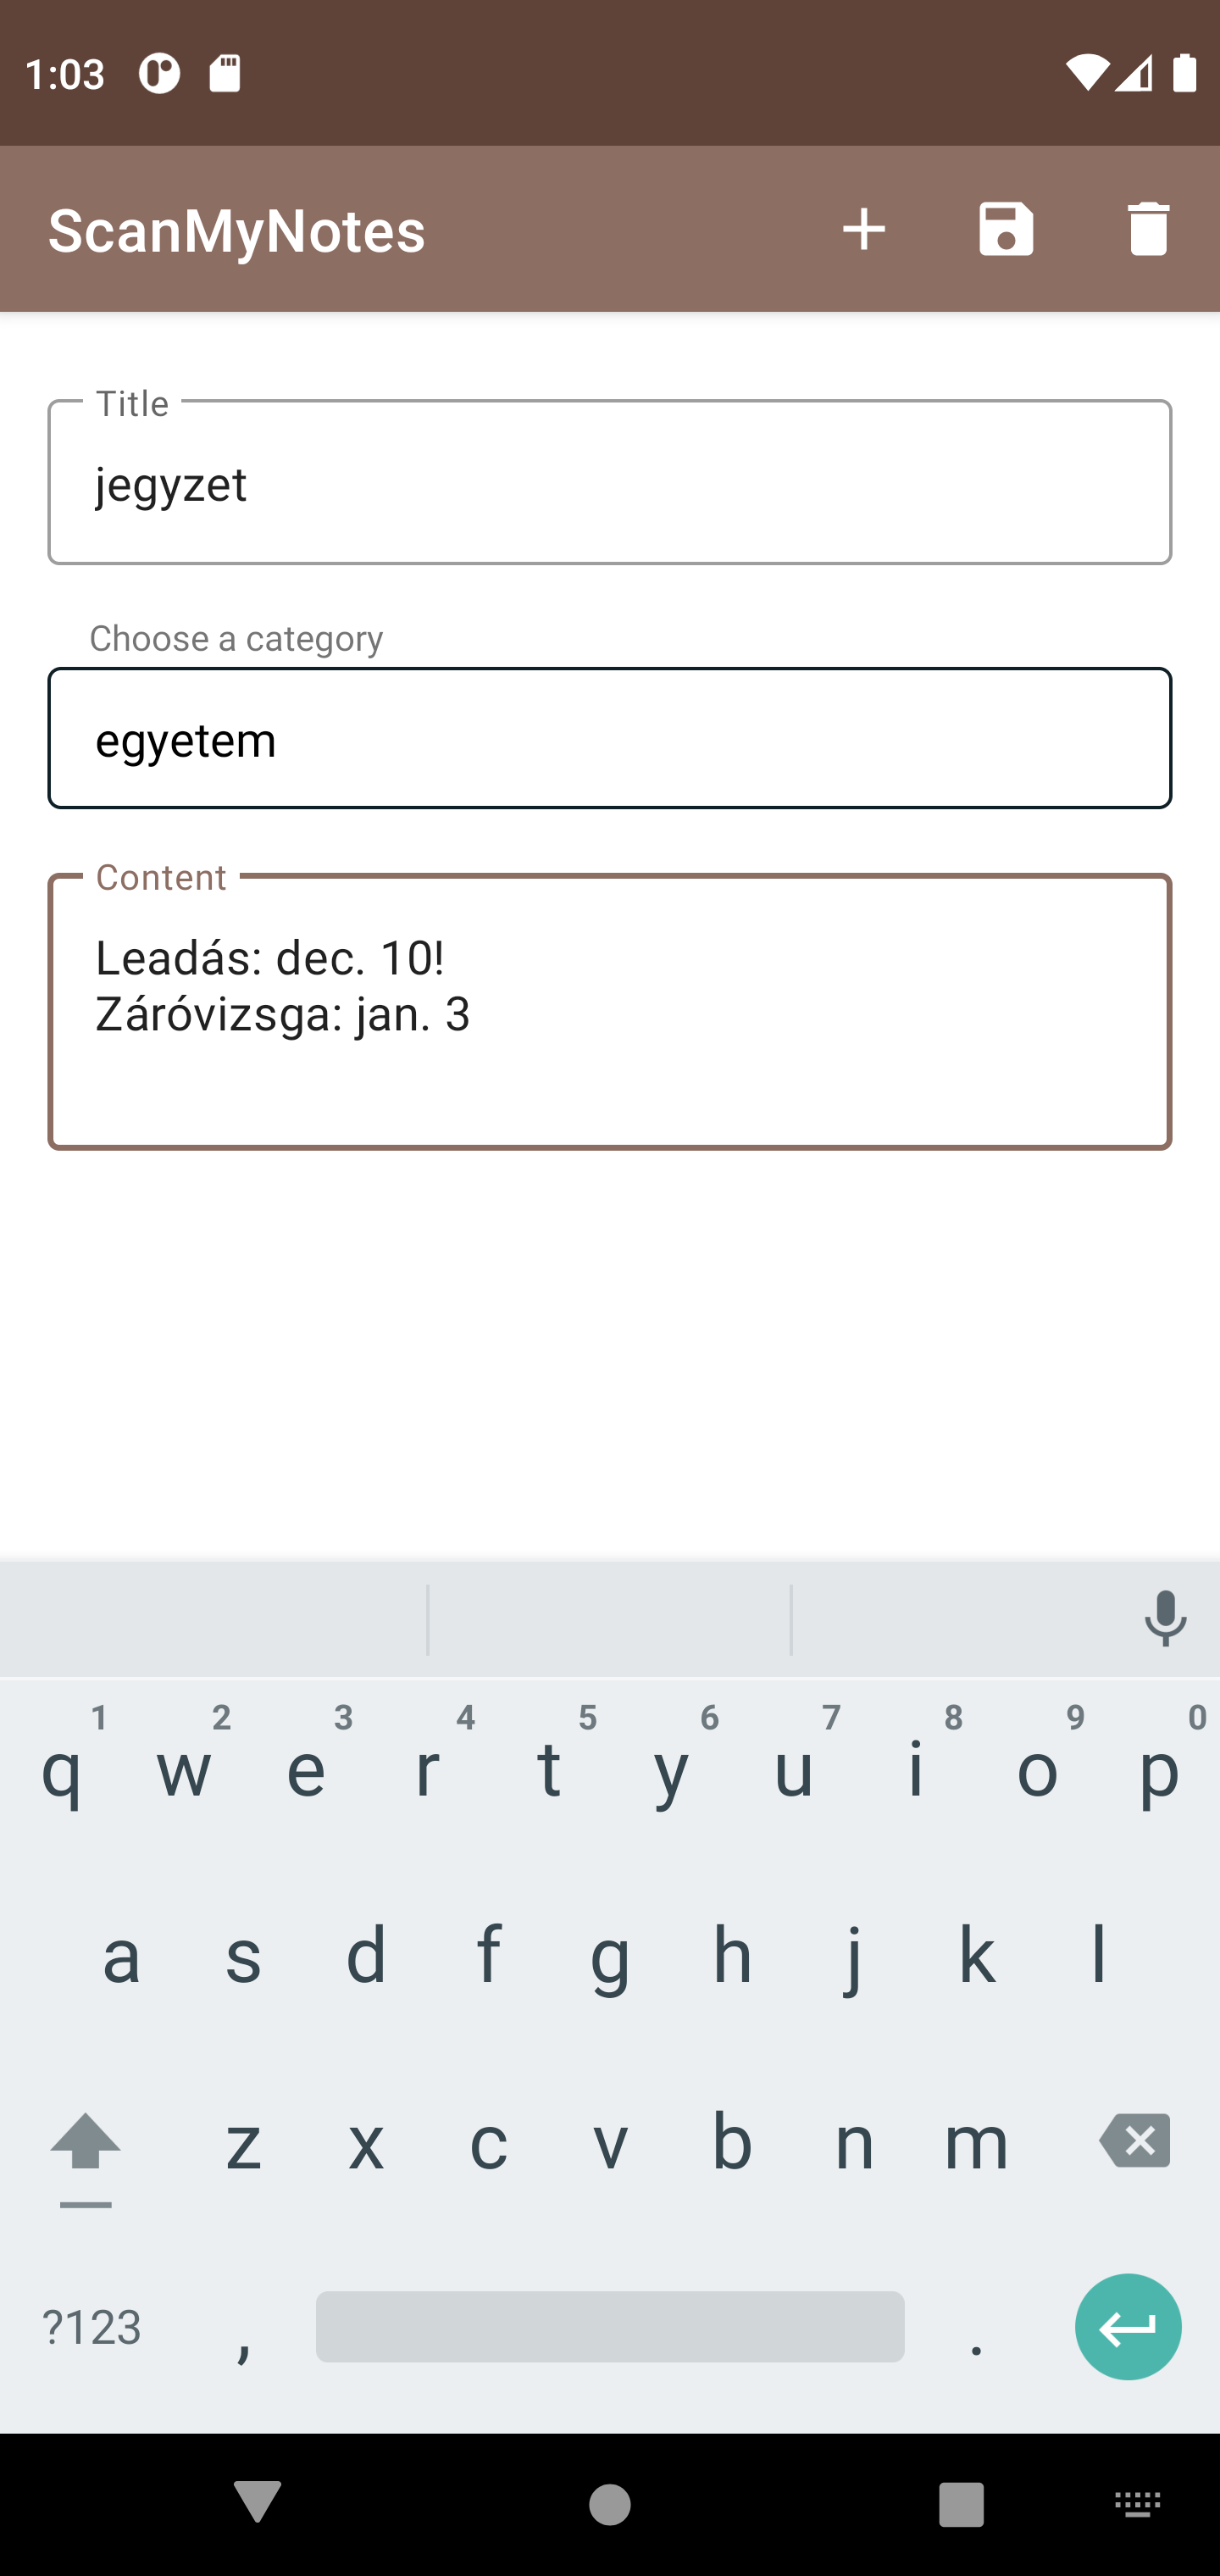 1:03
ScanMyNotes
Title
jegyzet
Choose a category
egyetem
Content
Leadás: dec. 10!
Záróvizsga: jan. 3
1 2 3 4 5 6 7 8 9 0
q w e r t y u i o p
a s d f g h j k l
z x c v b n m
?123 , .